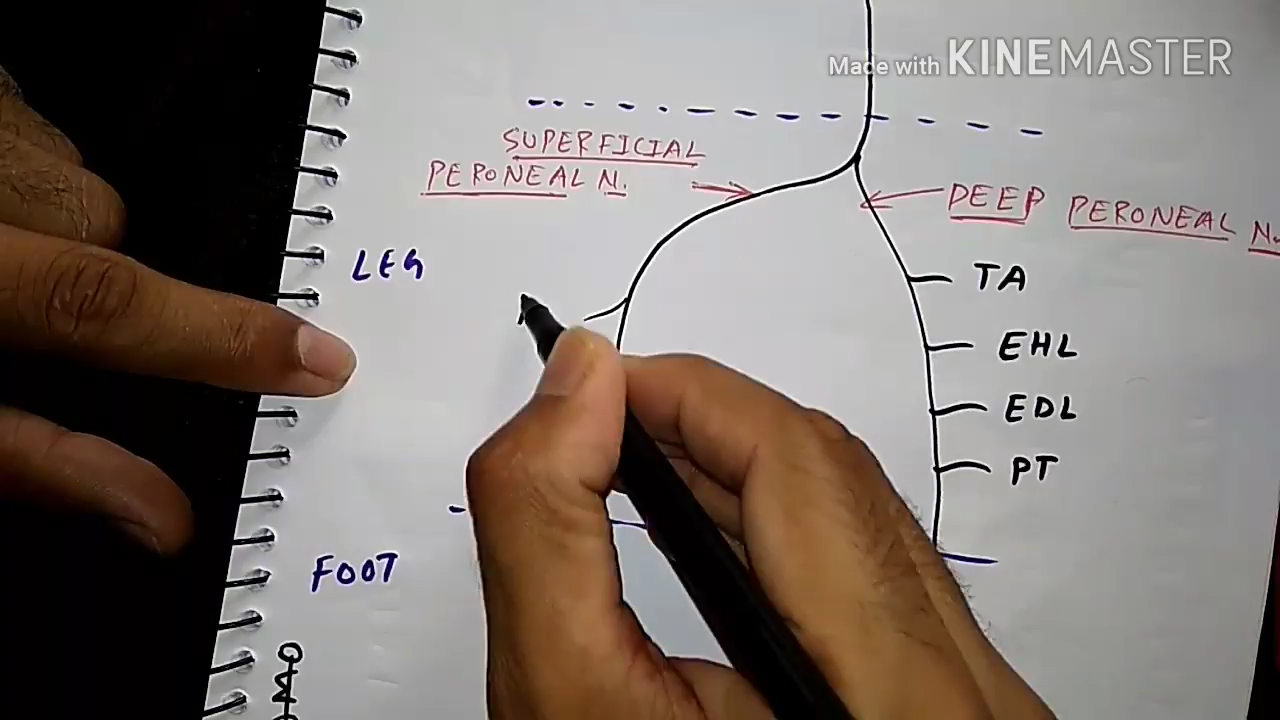 Made with KINEMASTER
SUPERFICIAL
PERONEAL N.
DEEP PERONEAL N.
LEG
TA
EHL
EDL
PT
FOOT